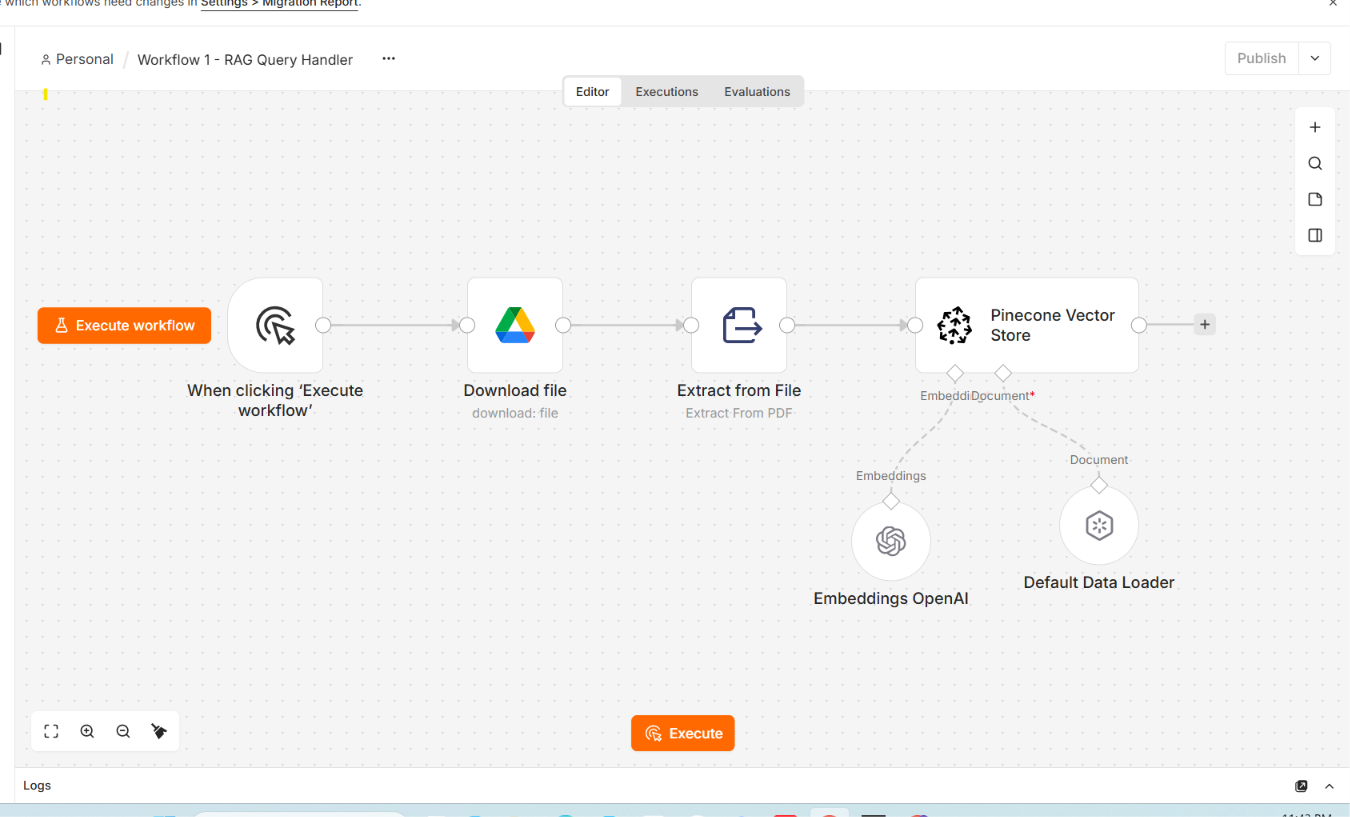 which workflows need changes in Settings > Migration Report.
Personal / Workflow 1 - RAG Query Handler ...
Publish
Editor Executions Evaluations
Execute workflow
Pinecone Vector
Store
When clicking ‘Execute
workflow’
Download file
download: file
Extract from File
Extract From PDF
Embeddi
Document*
Embeddings
Document
Embeddings OpenAI
Default Data Loader
Execute
Logs